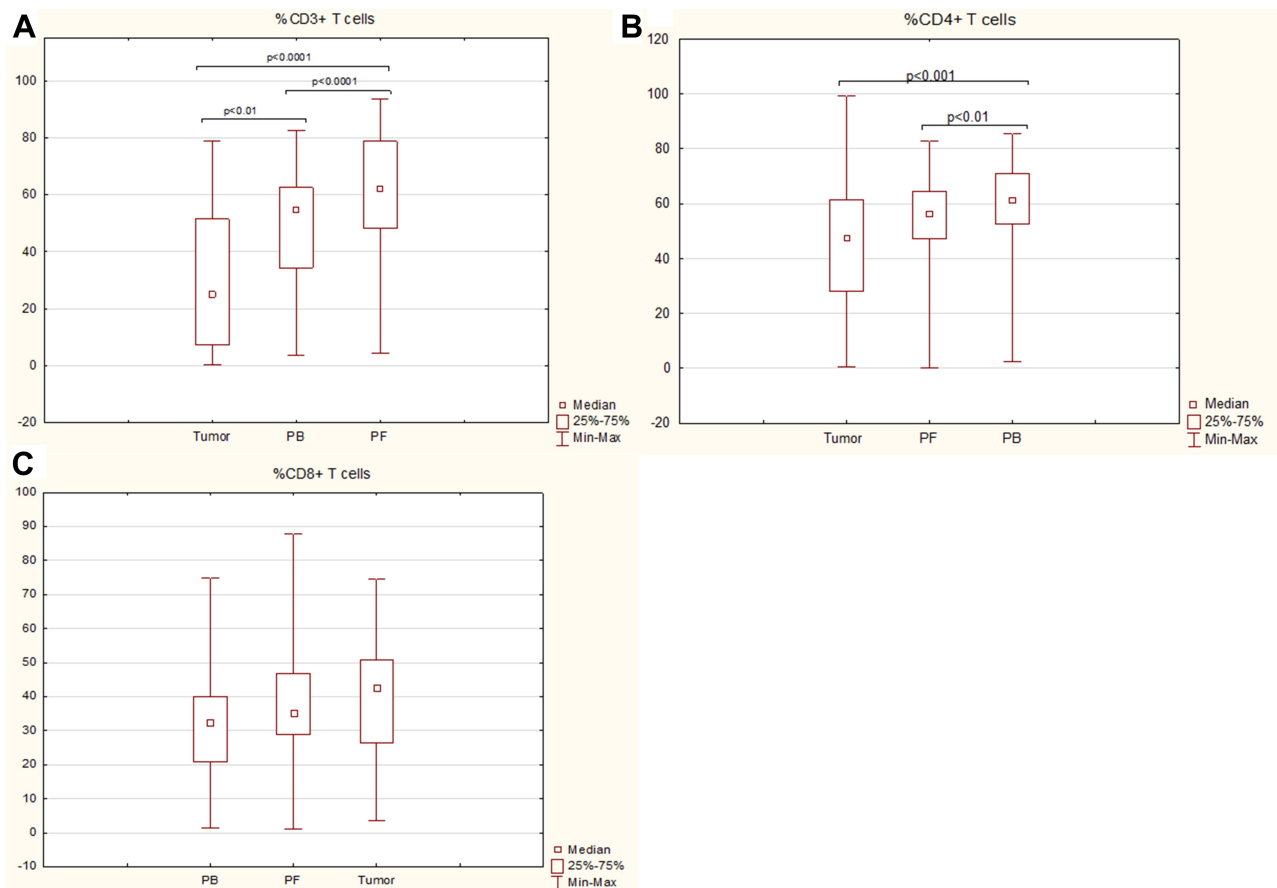 A
%CD3+ T cells
p<0.0001
p<0.0001
p<0.01
100
80
60
40
20
0
-20
Tumor PB PF
Median
25%-75%
Min-Max
B
%CD4+ T cells
p<0.001
p<0.01
120
100
80
60
40
20
0
-20
Tumor PF PB
Median
25%-75%
Min-Max
C
%CD8+ T cells
100
90
80
70
60
50
40
30
20
10
0
-10
PB PF Tumor
Median
25%-75%
Min-Max